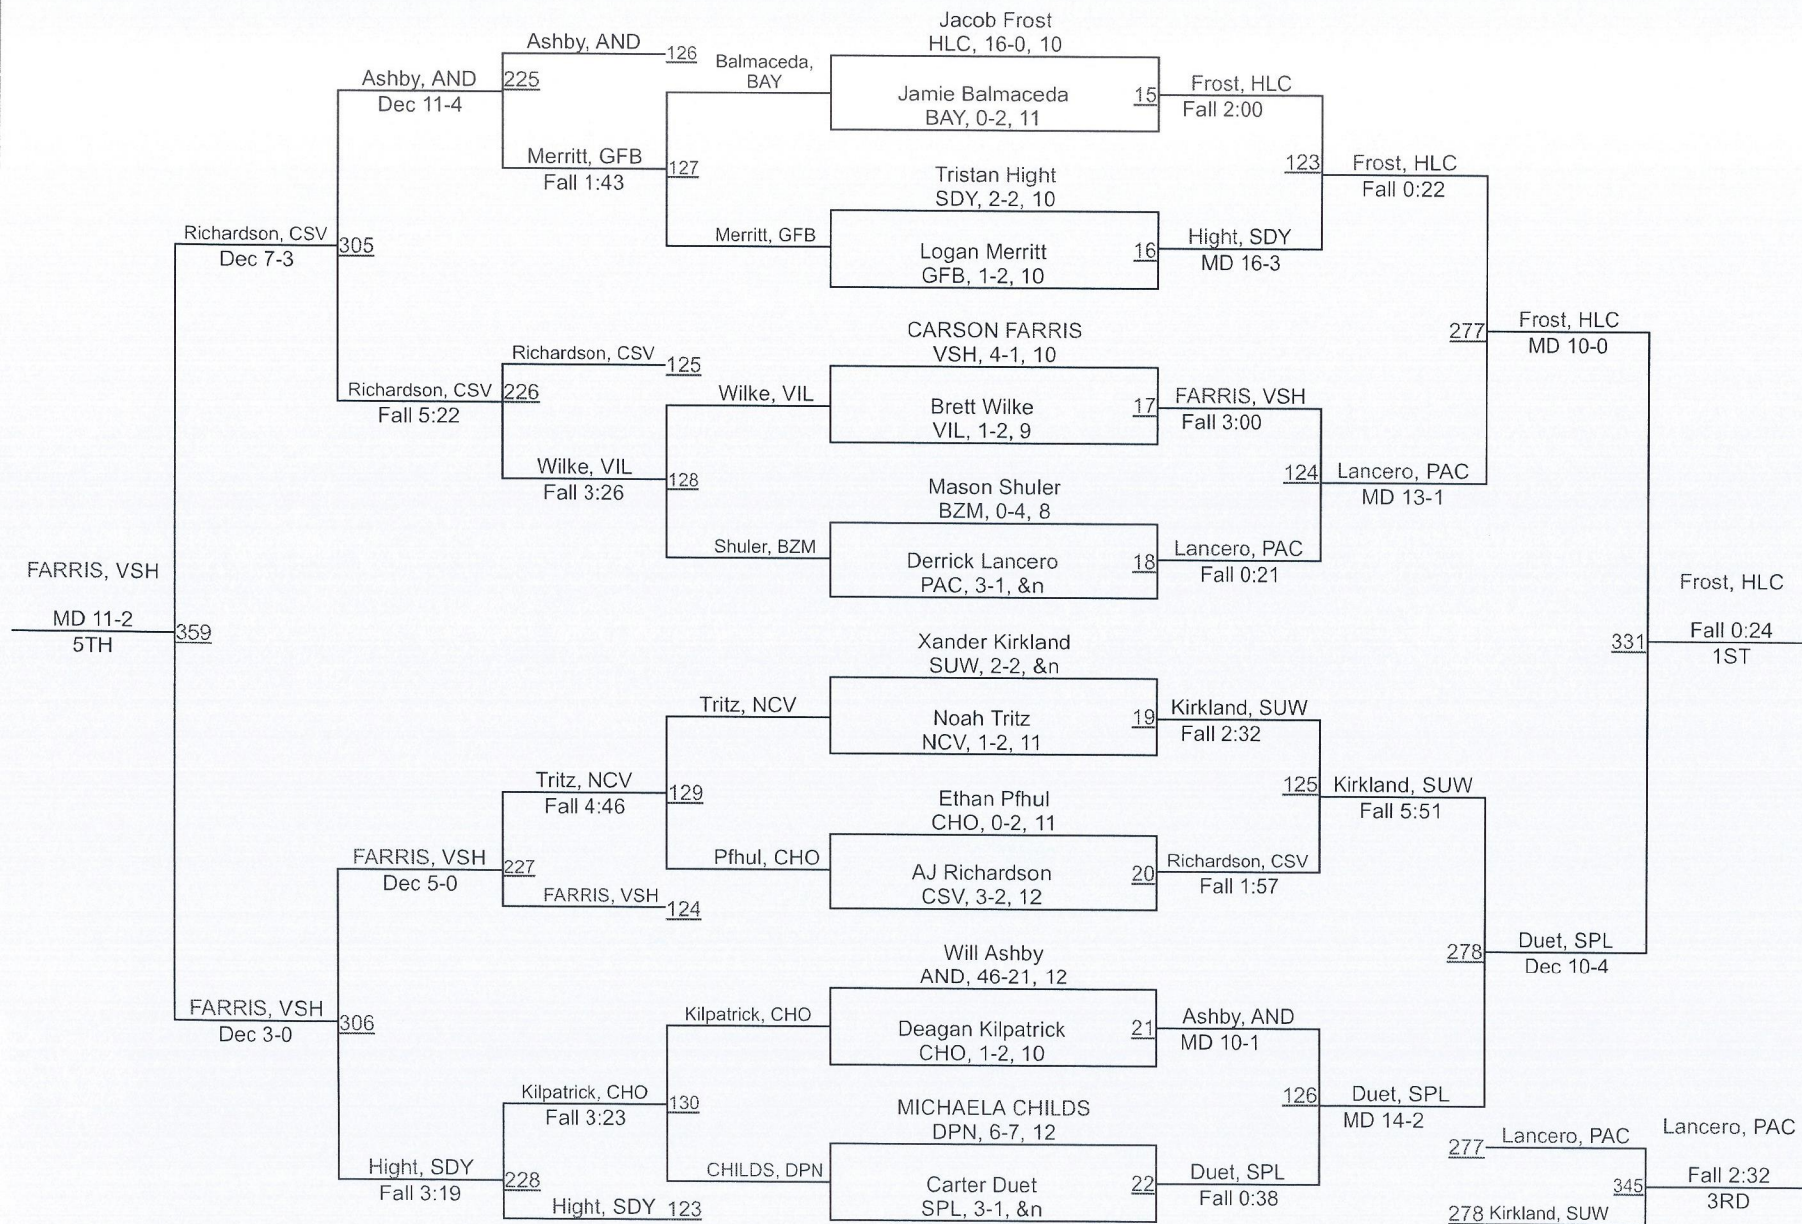 Jacob Frost
HLC, 16-0, 10
Jamie Balmaceda
BAY, 0-2, 11
15
Tristan Hight
SDY, 2-2, 10
Logan Merritt
GFB, 1-2, 10
16
CARSON FARRIS
VSH, 4-1, 10
Brett Wilke
VIL, 1-2, 9
17
Mason Shuler
BZM, 0-4, 8
Derrick Lancero
PAC, 3-1, &n
18
Xander Kirkland
SUW, 2-2, &n
Noah Tritz
NCV, 1-2, 11
19
Ethan Pfhul
CHO, 0-2, 11
AJ Richardson
CSV, 3-2, 12
20
Will Ashby
AND, 46-21, 12
Deagan Kilpatrick
CHO, 1-2, 10
21
MICHAELA CHILDS
DPN, 6-7, 12
Carter Duet
SPL, 3-1, &n
22
Frost, HLC
Fall 2:00
Hight, SDY
MD 16-3
FARRIS, VSH
Fall 3:00
Lancero, PAC
Fall 0:21
Kirkland, SUW
Fall 2:32
Richardson, CSV
Fall 1:57
Ashby, AND
MD 10-1
Duet, SPL
Fall 0:38
123
Frost, HLC
Fall 0:22
124
Lancero, PAC
MD 13-1
125
Kirkland, SUW
Fall 5:51
126
Duet, SPL
MD 14-2
277
Frost, HLC
MD 10-0
278
Duet, SPL
Dec 10-4
331
Frost, HLC
Fall 0:24
1ST
277
Lancero, PAC
278 Kirkland, SUW
345
Lancero, PAC
Fall 2:32
3RD
Balmaceda,
BAY
Merritt, GFB
Wilke, VIL
Shuler, BZM
Tritz, NCV
Pfhul, CHO
Kilpatrick, CHO
CHILDS, DPN
Ashby, AND
126
Merritt, GFB
Fall 1:43
127
Richardson, CSV
125
Wilke, VIL
Fall 3:26
128
Tritz, NCV
Fall 4:46
129
FARRIS, VSH
124
Kilpatrick, CHO
Fall 3:23
130
Hight, SDY 123
Ashby, AND
Dec 11-4
225
Richardson, CSV
Fall 5:22
226
FARRIS, VSH
Dec 5-0
227
Hight, SDY
Fall 3:19
228
Richardson, CSV
Dec 7-3
305
FARRIS, VSH
Dec 3-0
306
FARRIS, VSH
MD 11-2
5TH
359